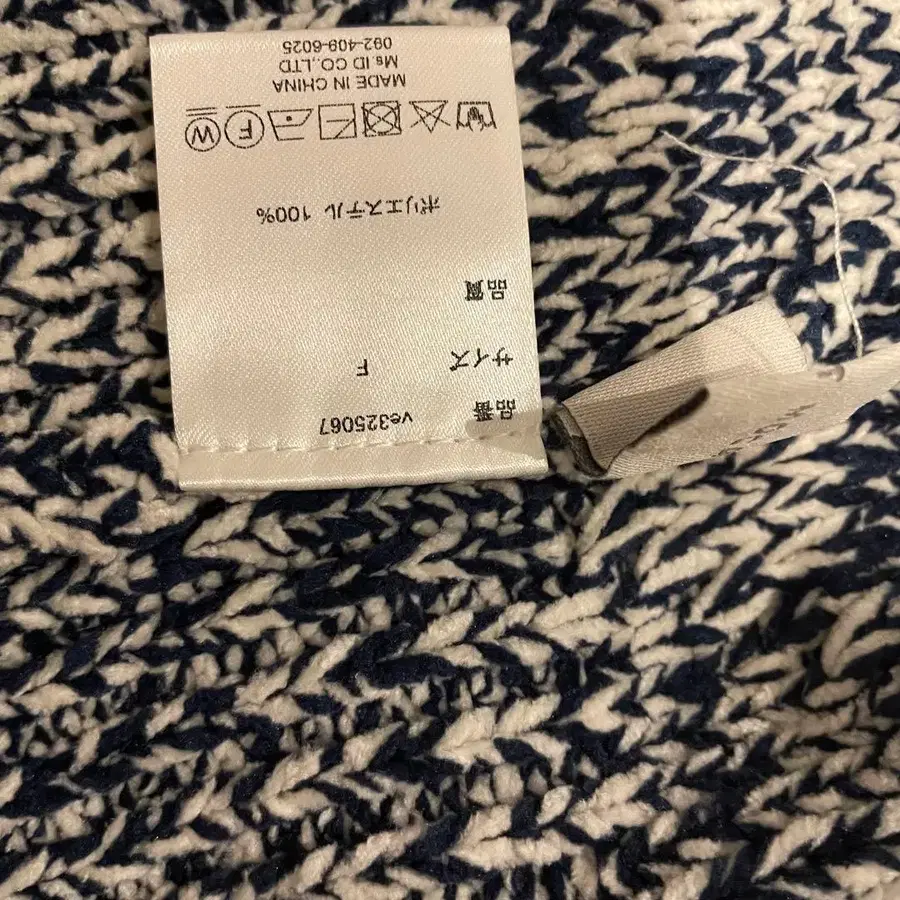 品番 ve325067
サイズ F
品質
ポリエステル 100%
W F
MADE IN CHINA
Ms.ID CO.,LTD
092-409-6025